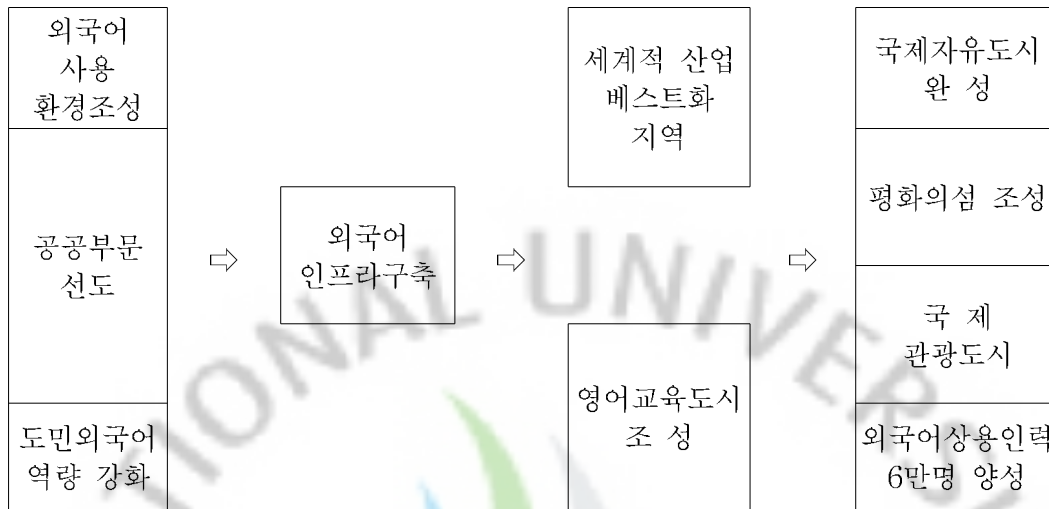 외국어
사용
환경조성
공공부문
선도
도민외국어
역량 강화
⇨
외국어
인프라구축
⇨
세계적 산업
베스트화
지역
영어교육도시
조 성
⇨
국제자유도시
완 성
평화의섬 조성
국 제
관광도시
외국어상용인력
6만명 양성
TIONAL UNIVERSI